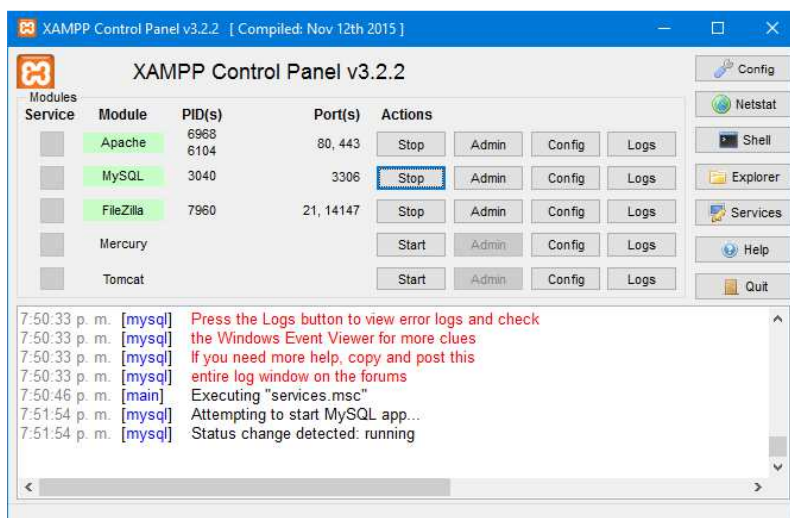 XAMPP Control Panel v3.2.2 [ Compiled: Nov 12th 2015 ]
XAMPP Control Panel v3.2.2
Config
Modules
Netstat
Service Module PID(s) Port(s) Actions
Apache 6968 6104 80, 443 Stop Admin Config Logs
Shell
MySQL 3040 3306 Stop Admin Config Logs
Explorer
FileZilla 7960 21, 14147 Stop Admin Config Logs
Services
Mercury Start Admin Config Logs
Help
Tomcat Start Admin Config Logs
Quit
7:50:33 p. m. [mysql] Press the Logs button to view error logs and check
7:50:33 p. m. [mysql] the Windows Event Viewer for more clues
7:50:33 p. m. [mysql] If you need more help, copy and post this
7:50:33 p. m. [mysql] entire log window on the forums
7:50:46 p. m. [main] Executing "services.msc"
7:51:54 p. m. [mysql] Attempting to start MySQL app...
7:51:54 p. m. [mysql] Status change detected: running